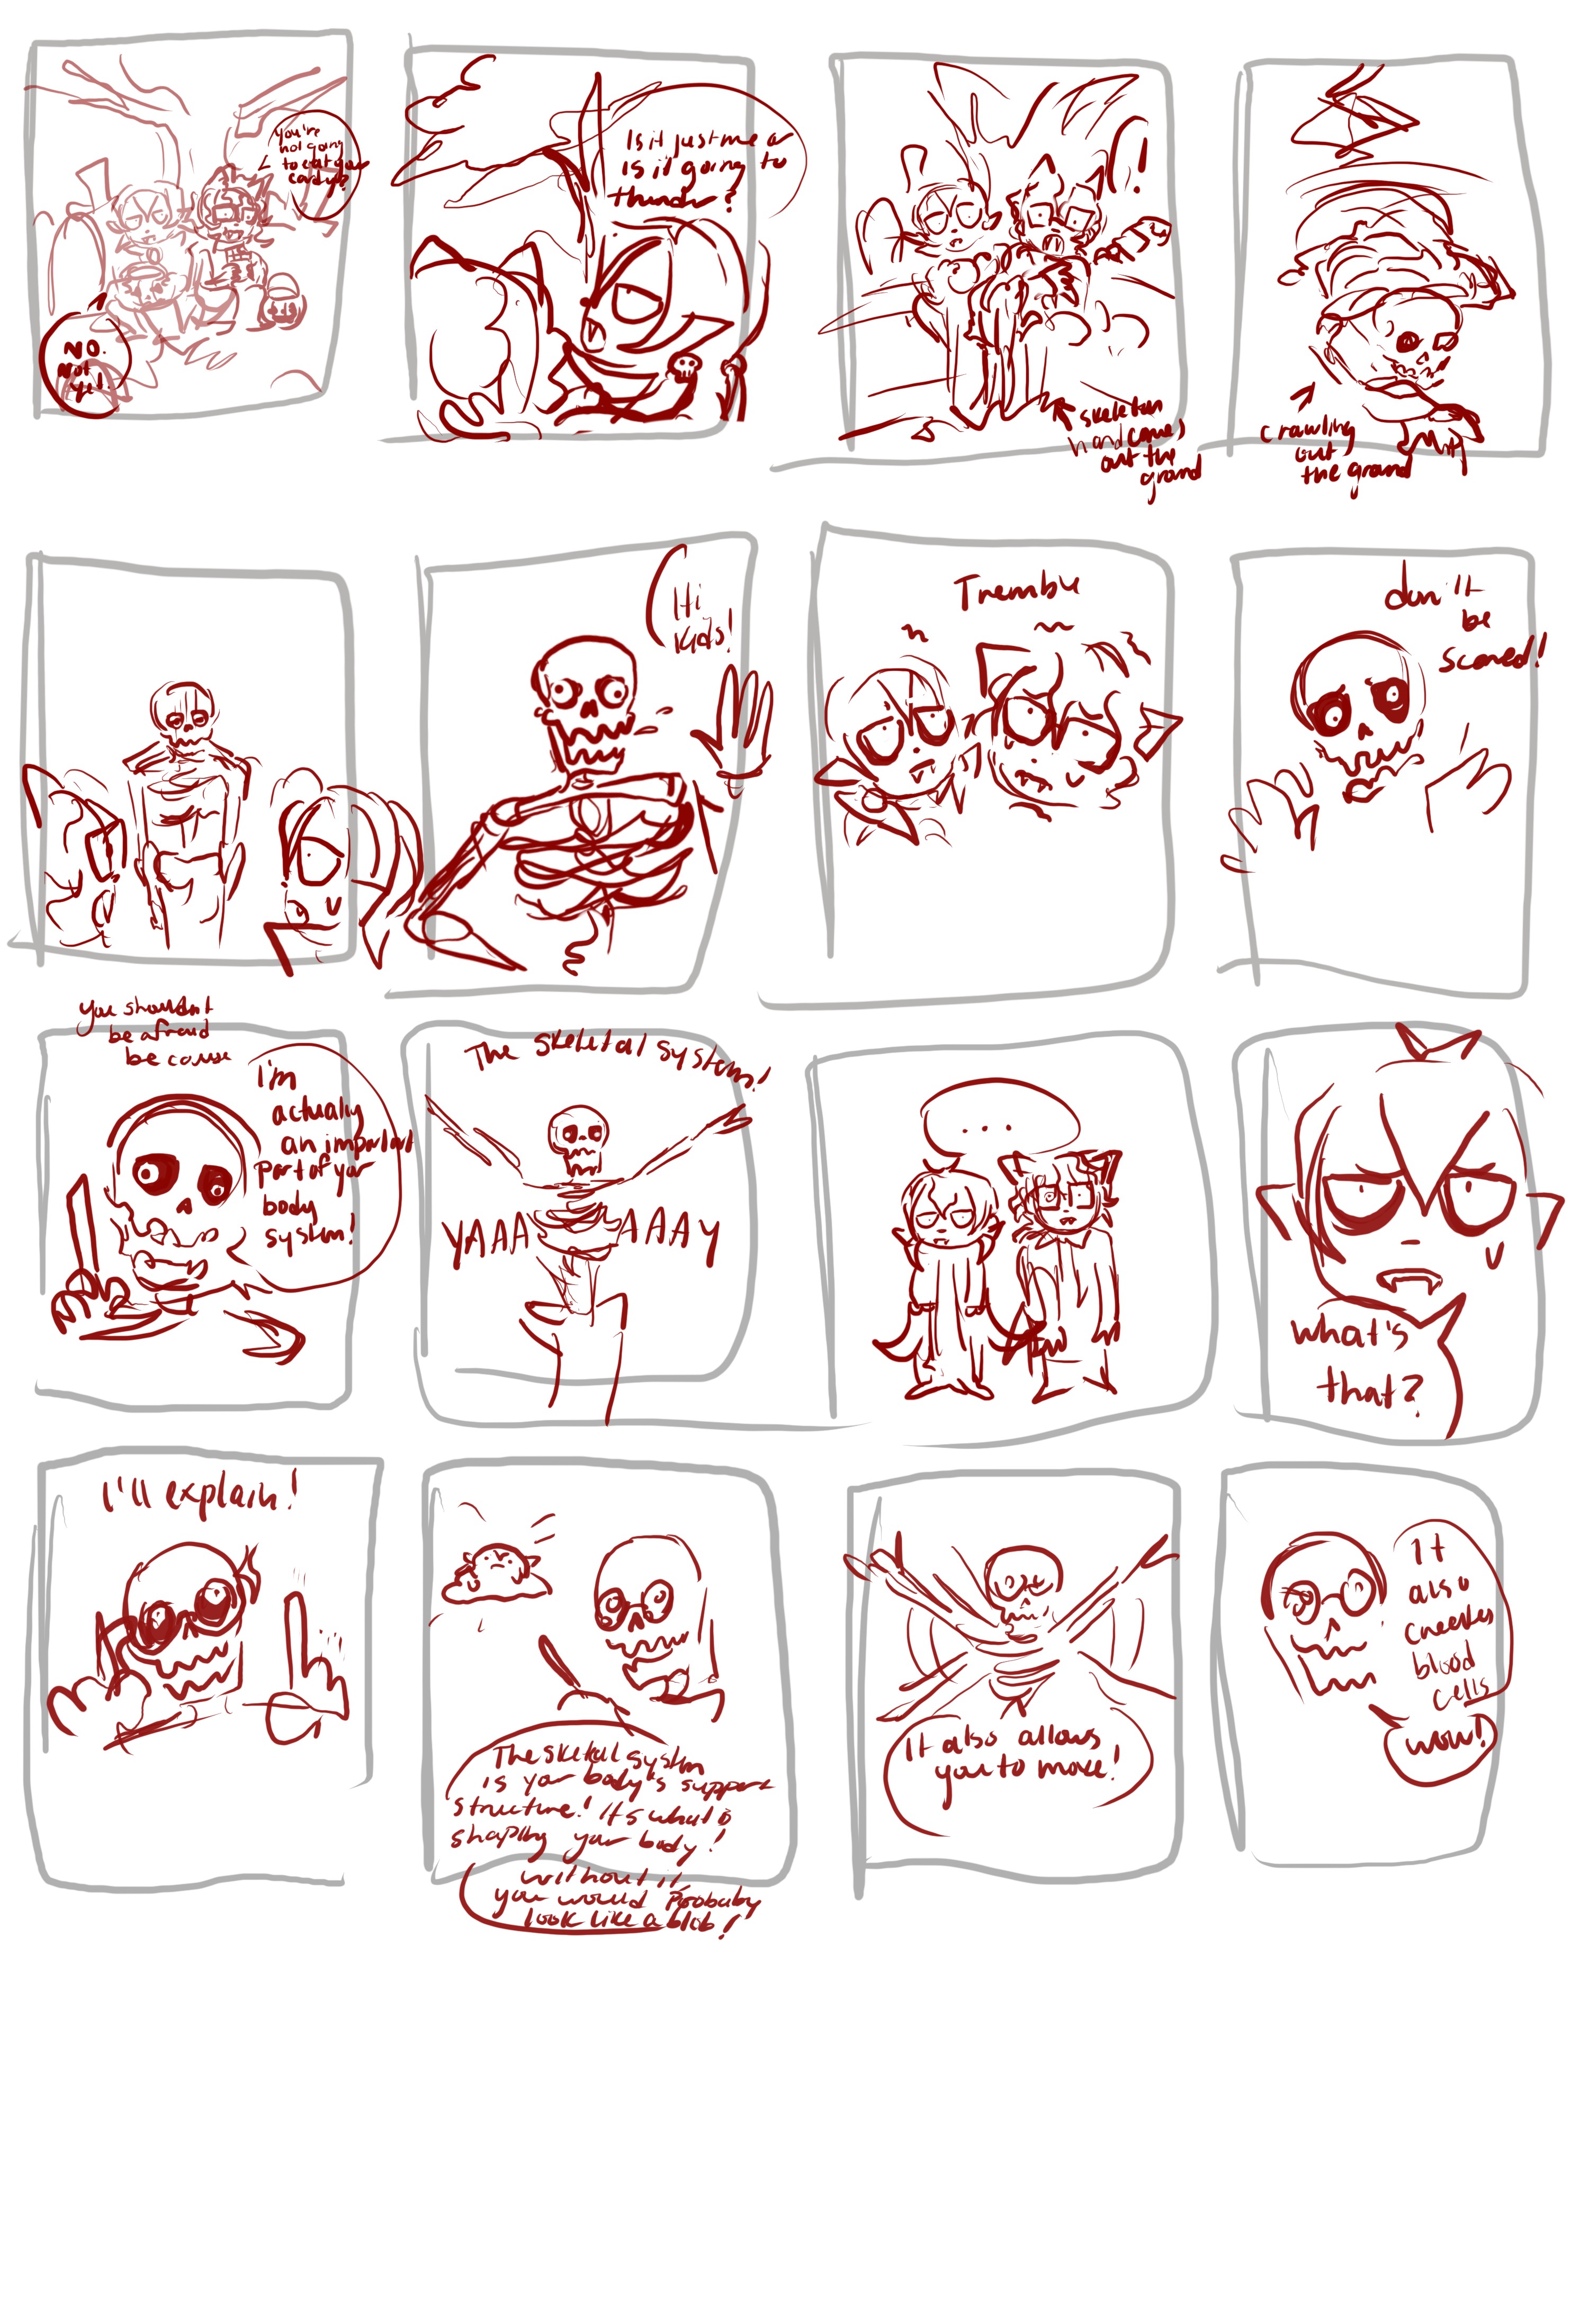 you're
not going
to eat your
candy?
NO.
Not
yet.
Is it just me or
is it going to
thunder?
!
skeleton
hand comes
out the
ground
crawling
out
the ground
Hi
Kids!
Tremble
don't
be
scared!
you shouldnt
be afraid
because
I'm
actually
an important
part of your
body
system!
The skeletal system!
YAAA AAAY
...
what's
that?
I'll explain!
The sketal system
is your body's support
structure! It's what's
shaping your body!
without it,
you would Probably
look like a blob!
It also allows
you to move!
It
also
creates
blood
cells
wow!